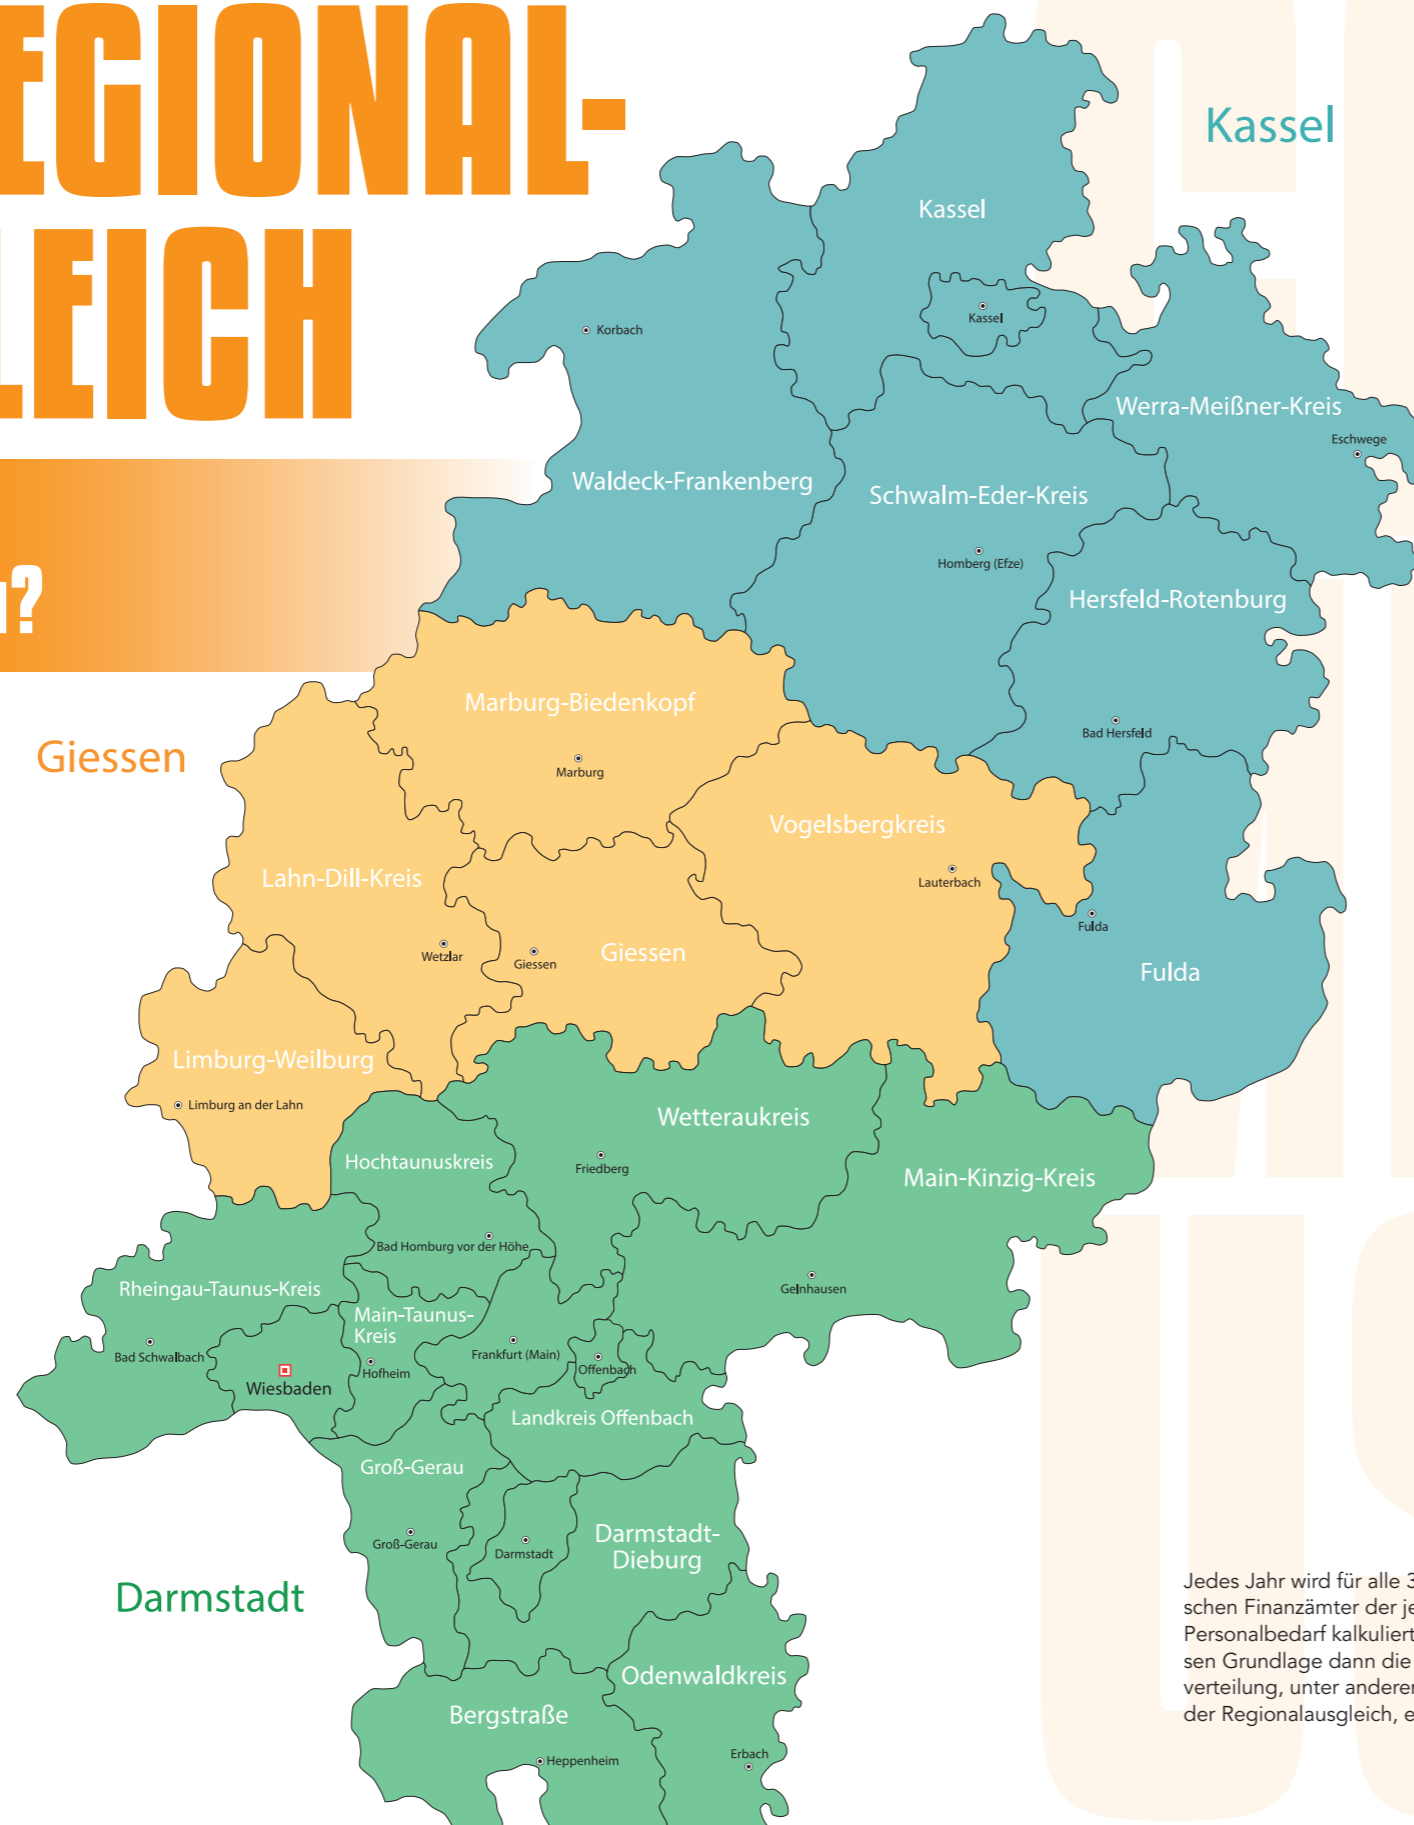 EGIONAL-
LEICH
?
Kassel
Kassel
Kassel
Korbach
Werra-Meißner-Kreis
Eschwege
Waldeck-Frankenberg
Schwalm-Eder-Kreis
Homberg (Efze)
Hersfeld-Rotenburg
Bad Hersfeld
Giessen
Marburg-Biedenkopf
Marburg
Vogelsbergkreis
Lauterbach
Lahn-Dill-Kreis
Wetzlar
Giessen
Giessen
Fulda
Fulda
Limburg-Weilburg
Limburg an der Lahn
Wetteraukreis
Friedberg
Hochtaunuskreis
Main-Kinzig-Kreis
Bad Homburg vor der Höhe
Gelnhausen
Rheingau-Taunus-Kreis
Main-Taunus-
Kreis
Bad Schwalbach
Frankfurt (Main)
Offenbach
Hofheim
Wiesbaden
Landkreis Offenbach
Groß-Gerau
Groß-Gerau
Darmstadt
Darmstadt-
Dieburg
Darmstadt
Odenwaldkreis
Bergstraße
Heppenheim
Erbach
Jedes Jahr wird für alle 3
schen Finanzämter der je
Personalbedarf kalkuliert
sen Grundlage dann die
verteilung, unter anderer
der Regionalausgleich, e